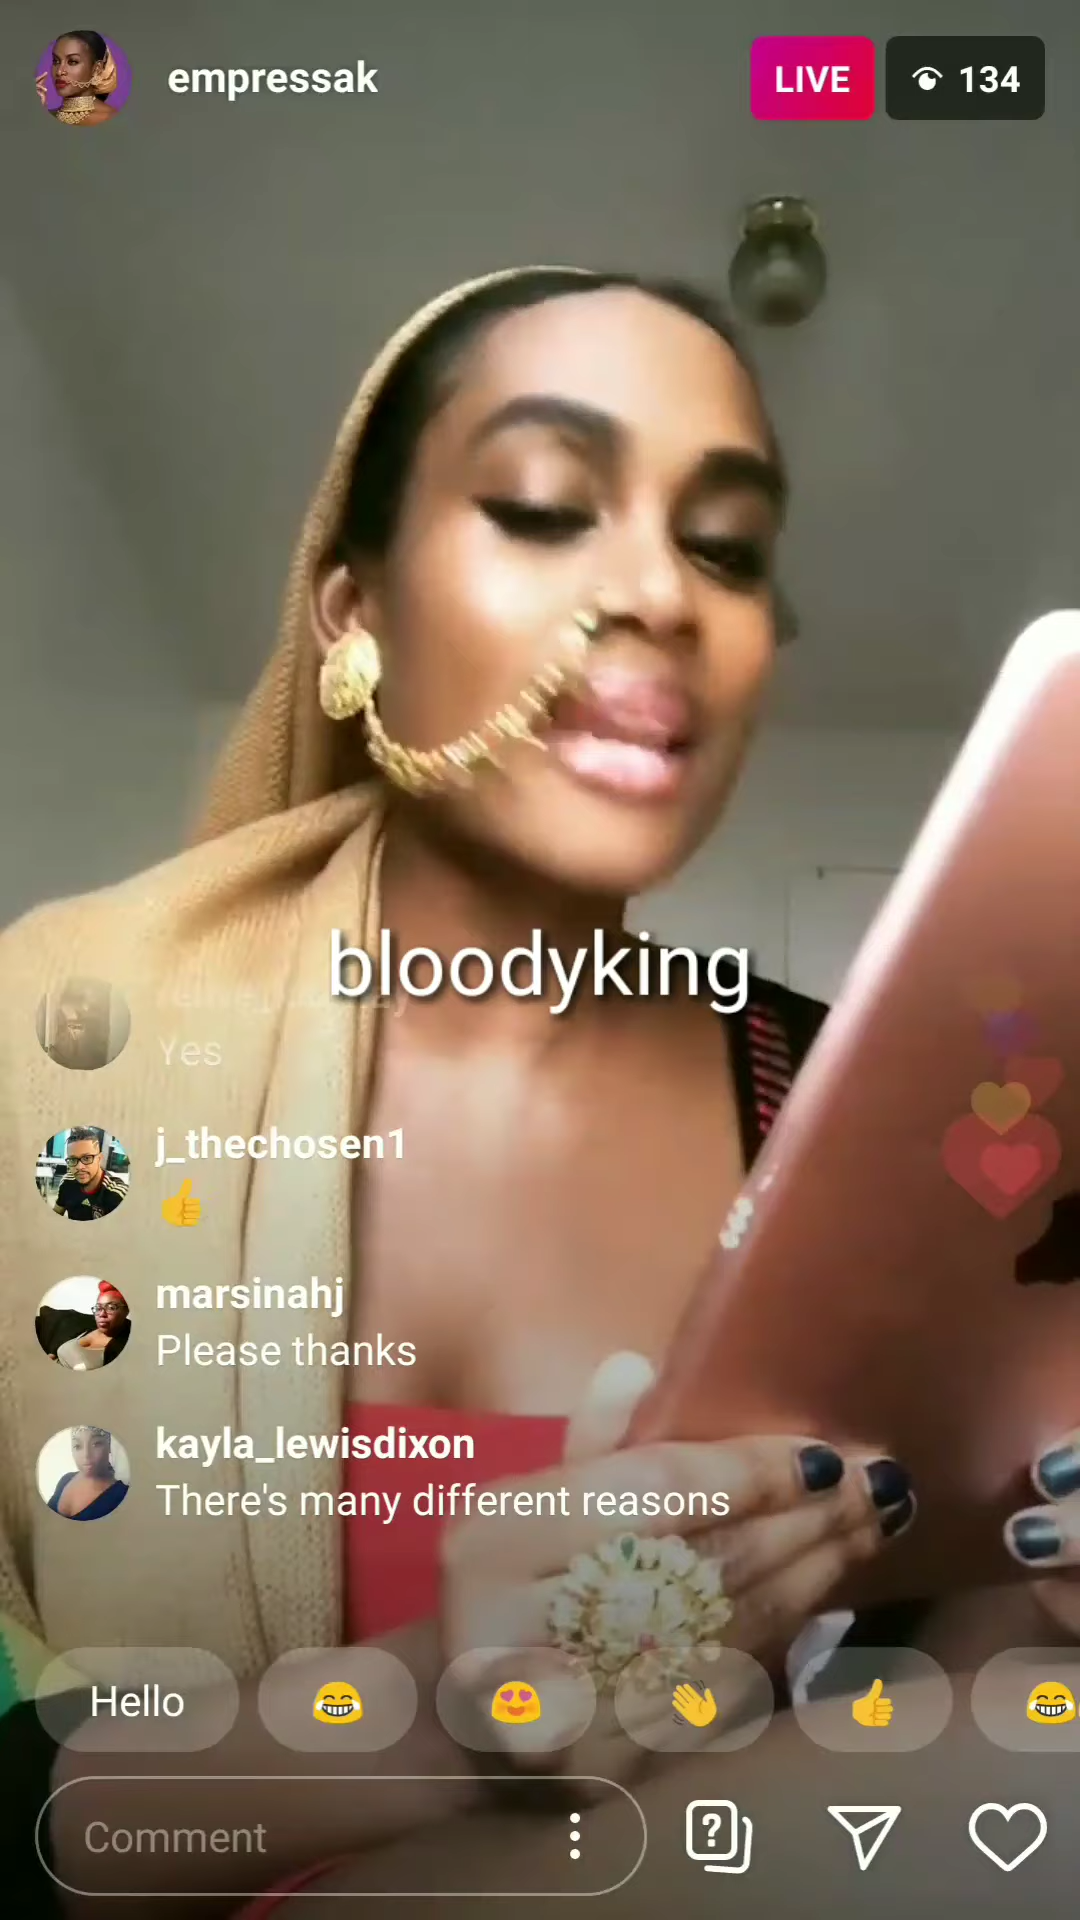 empressak
LIVE
134
bloodyking
Yes
j_thechosen1
marsinahj
Please thanks
kayla_lewisdixon
There's many different reasons
Hello
Comment